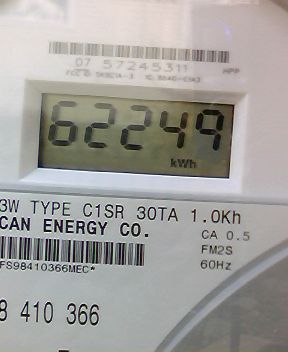 07 57245311
62249
kWh
3W TYPE C1SR 30TA 1.0Kh
CAN ENERGY CO.
CA 0.5
FM2S
FS98410366MEC*
60Hz
8 410 366